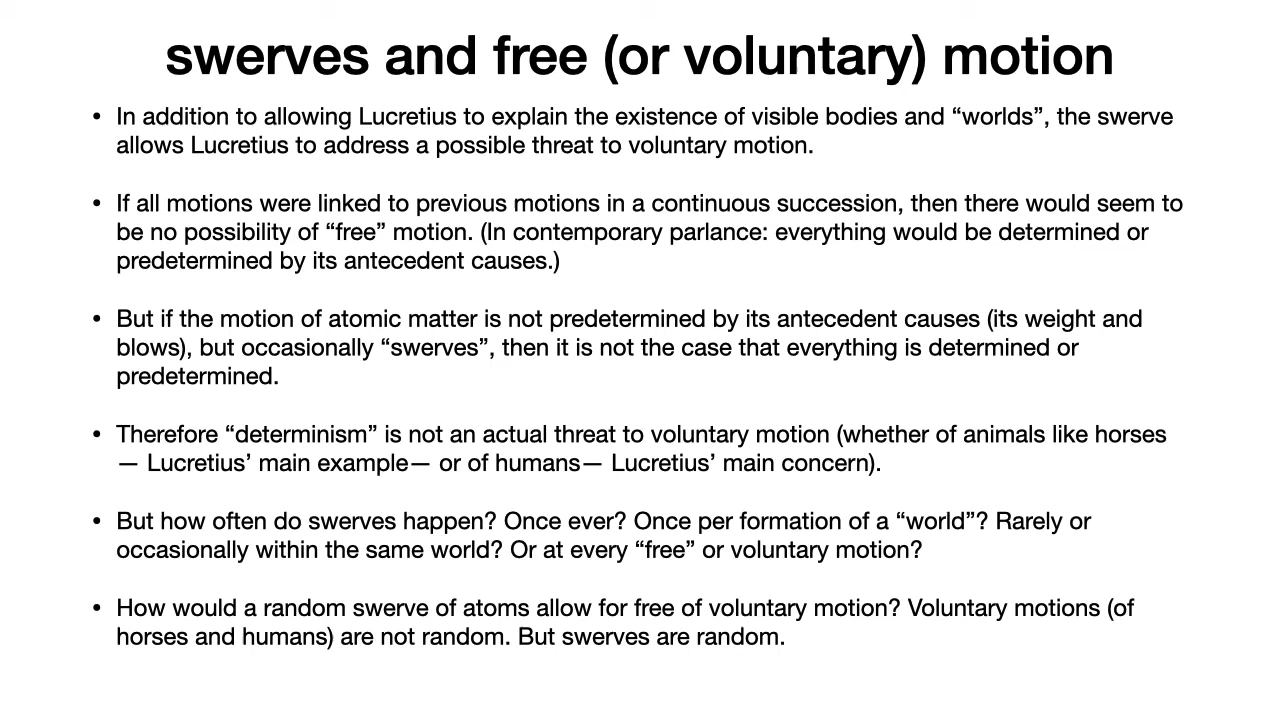 swerves and free (or voluntary) motion
• In addition to allowing Lucretius to explain the existence of visible bodies and “worlds”, the swerve
allows Lucretius to address a possible threat to voluntary motion.
• If all motions were linked to previous motions in a continuous succession, then there would seem to
be no possibility of “free” motion. (In contemporary parlance: everything would be determined or
predetermined by its antecedent causes.)
• But if the motion of atomic matter is not predetermined by its antecedent causes (its weight and
blows), but occasionally “swerves”, then it is not the case that everything is determined or
predetermined.
• Therefore “determinism” is not an actual threat to voluntary motion (whether of animals like horses
— Lucretius’ main example— or of humans— Lucretius’ main concern).
• But how often do swerves happen? Once ever? Once per formation of a “world”? Rarely or
occasionally within the same world? Or at every “free” or voluntary motion?
• How would a random swerve of atoms allow for free of voluntary motion? Voluntary motions (of
horses and humans) are not random. But swerves are random.